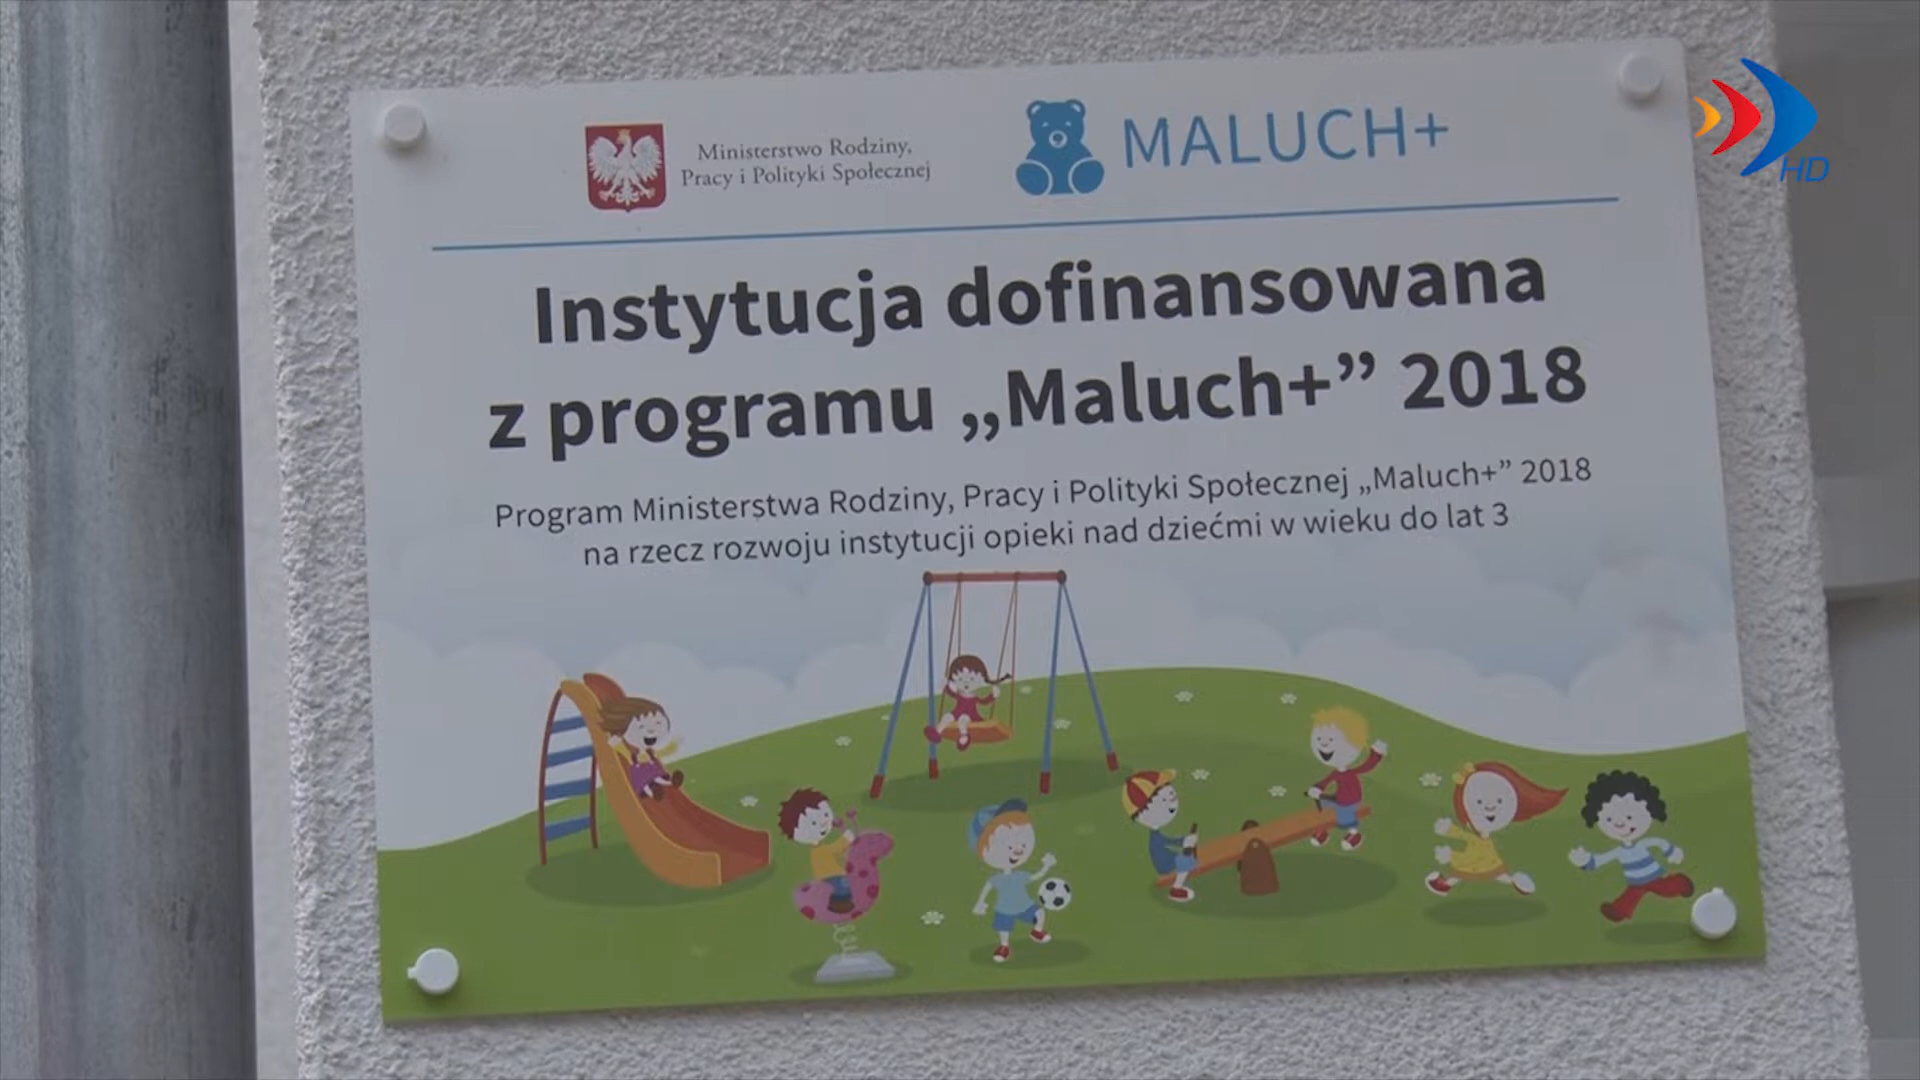 Ministerstwo Rodziny,
Pracy i Polityki Społecznej
MALUCH+
HD
Instytucja dofinansowana
z programu „Maluch+” 2018
Program Ministerstwa Rodziny, Pracy i Polityki Społecznej „Maluch+” 2018
na rzecz rozwoju instytucji opieki nad dziećmi w wieku do lat 3